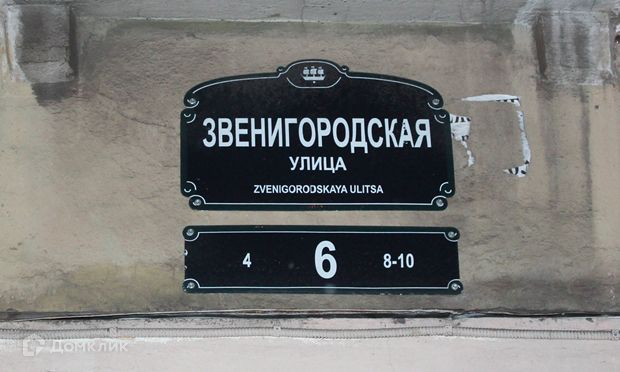 ЗВЕНИГОРОДСКАЯ
УЛИЦА
ZVENIGORODSKAYA ULITSA
4 6 8-10
Домклик